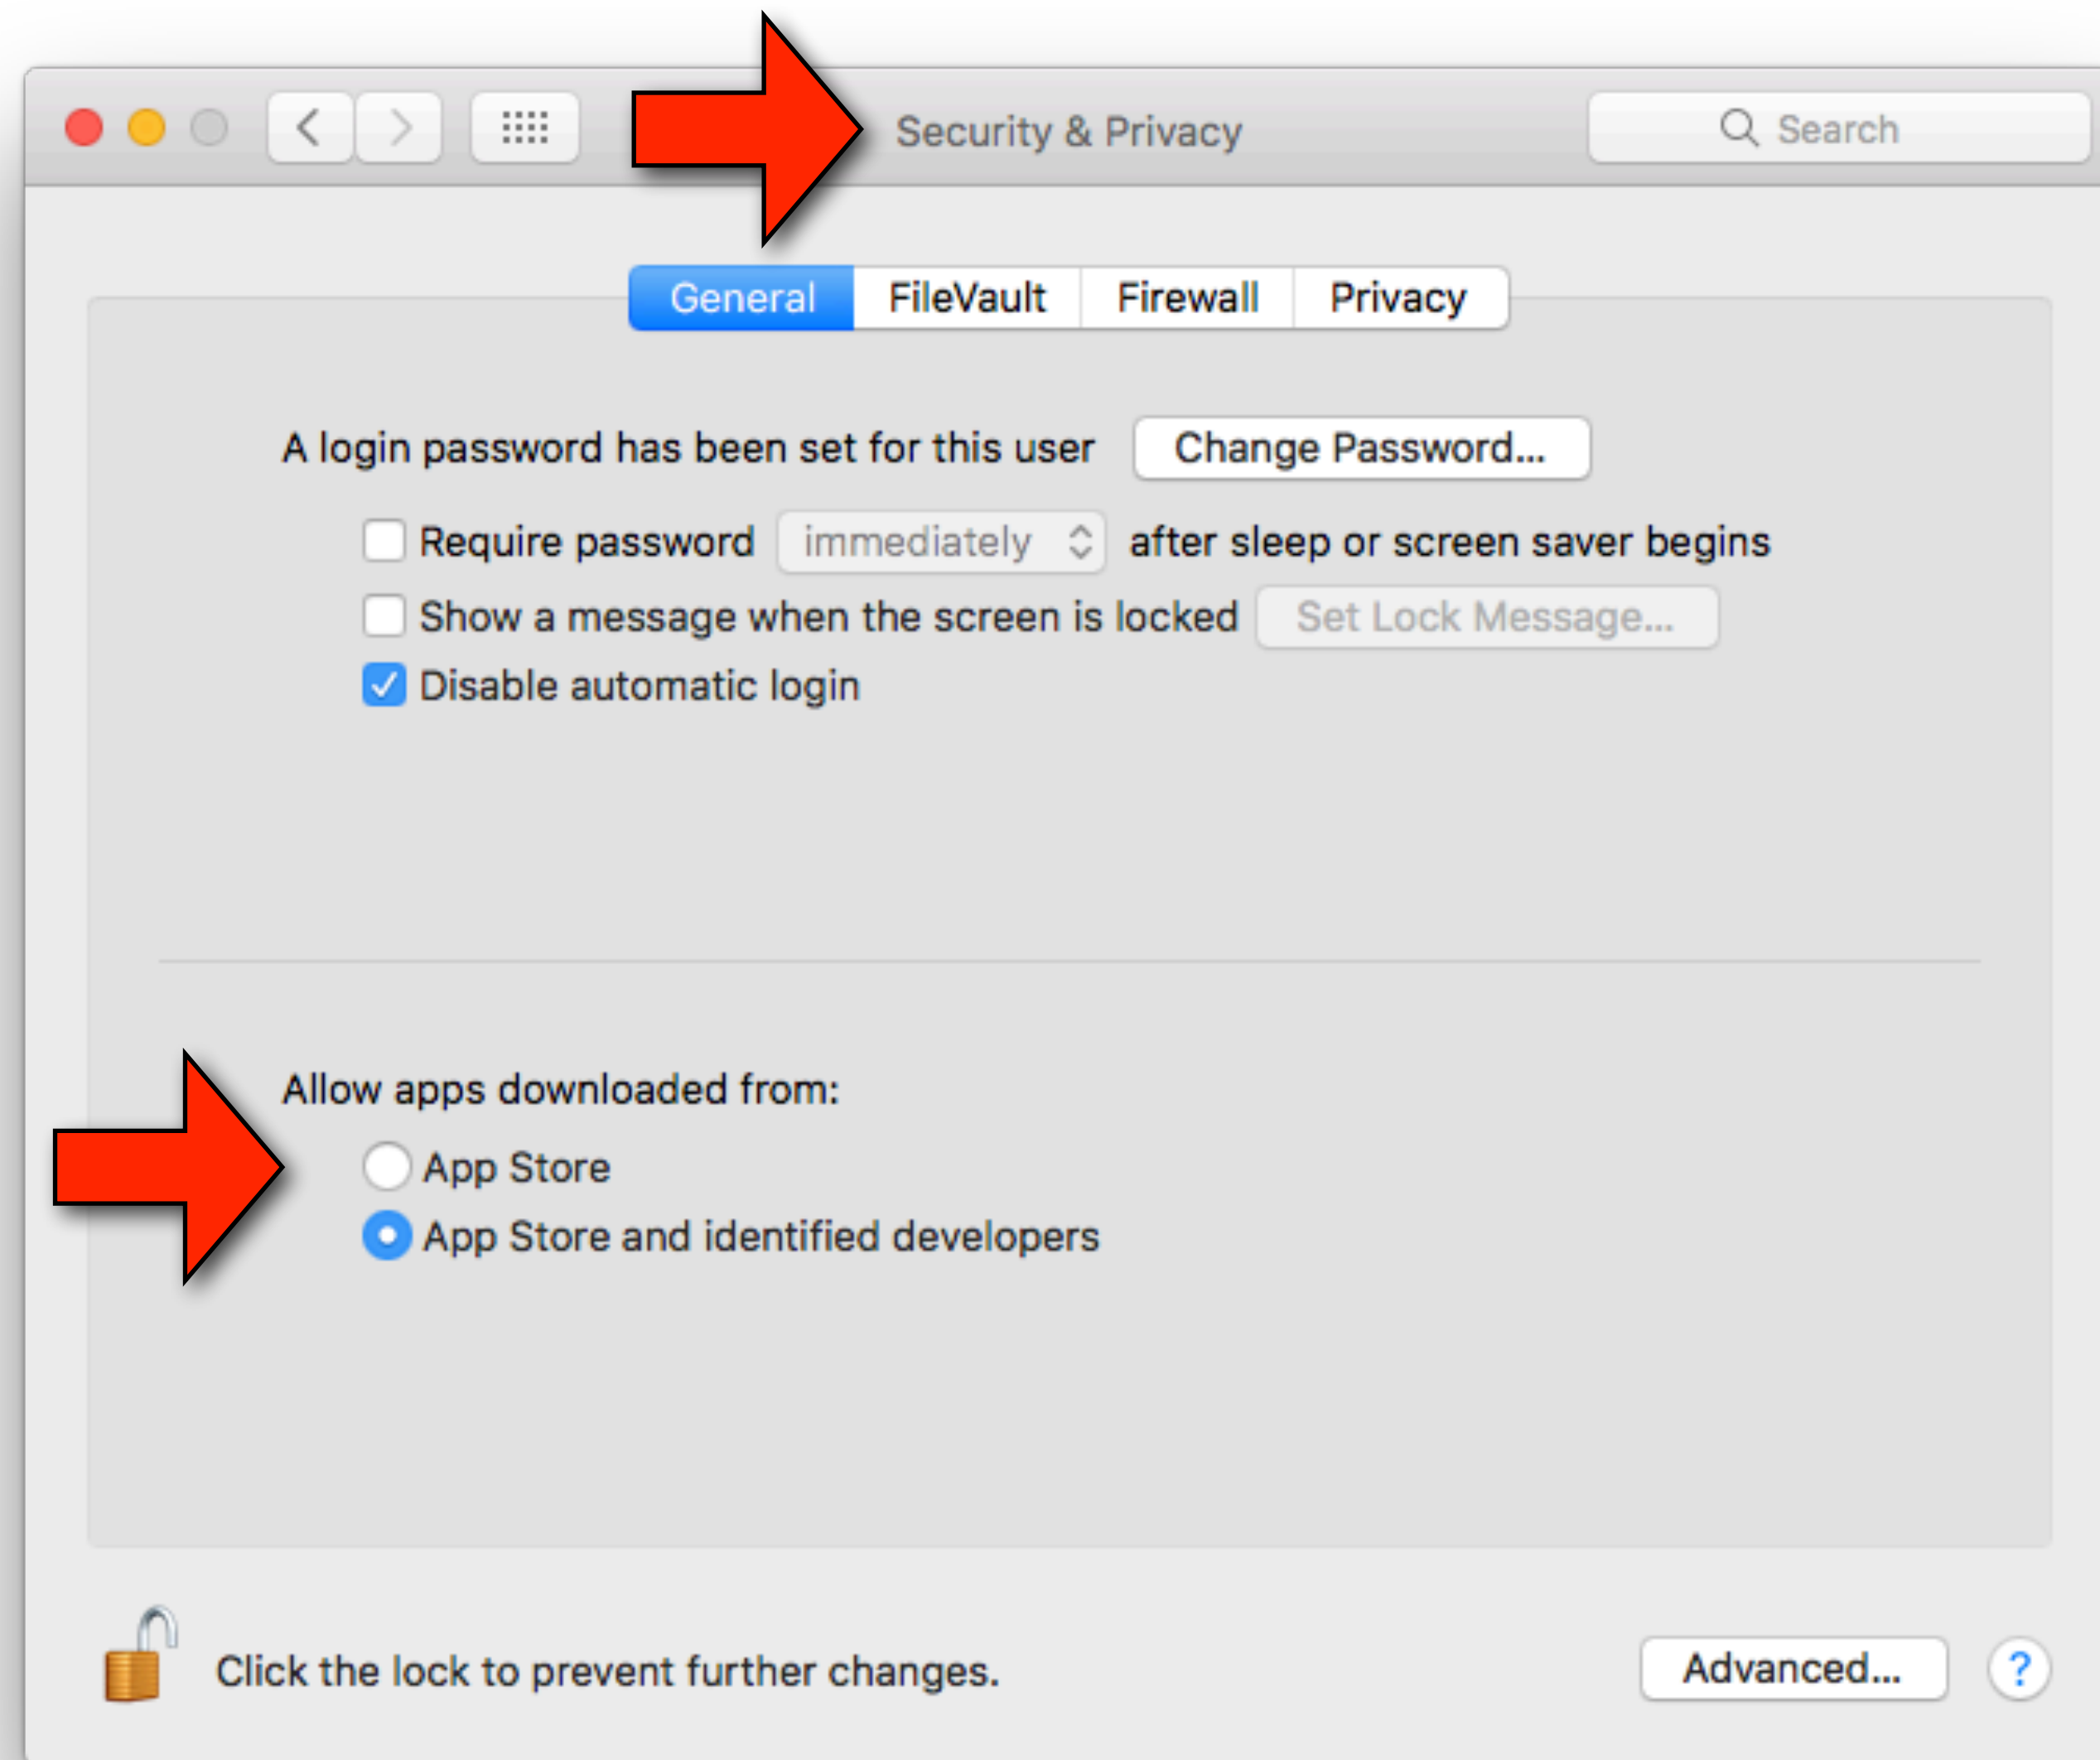 Security & Privacy
Search
General FileVault Firewall Privacy
A login password has been set for this user Change Password...
Require password immediately after sleep or screen saver begins
Show a message when the screen is locked Set Lock Message...
Disable automatic login
Allow apps downloaded from:
App Store
App Store and identified developers
Click the lock to prevent further changes.
Advanced... ?